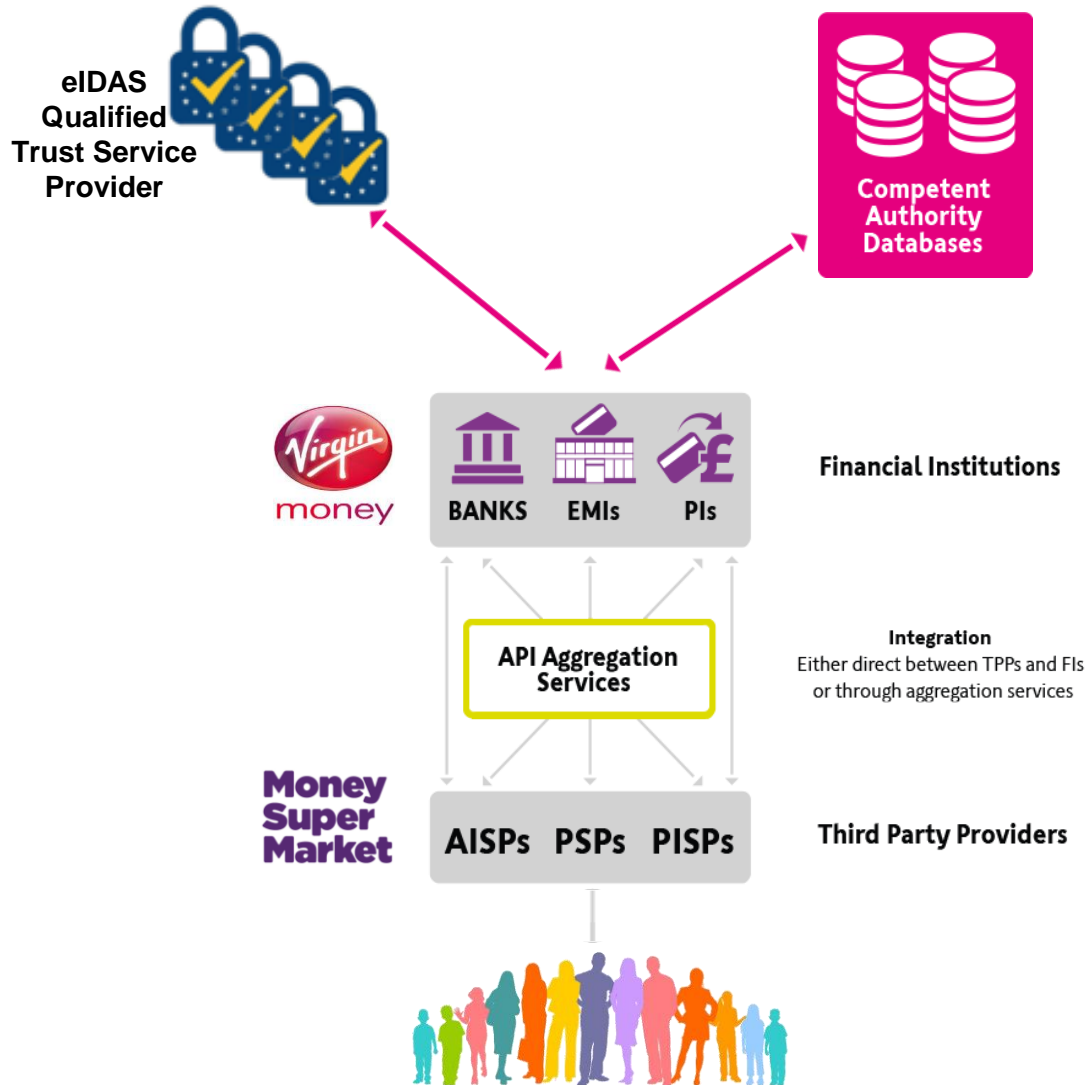 eIDAS
Qualified
Trust Service
Provider
Competent
Authority
Databases
Virgin
money
BANKS EMIs PIs
Financial Institutions
API Aggregation
Services
Integration
Either direct between TPPs and FIs
or through aggregation services
Money
Super
Market
AISPs PSPs PISPs
Third Party Providers